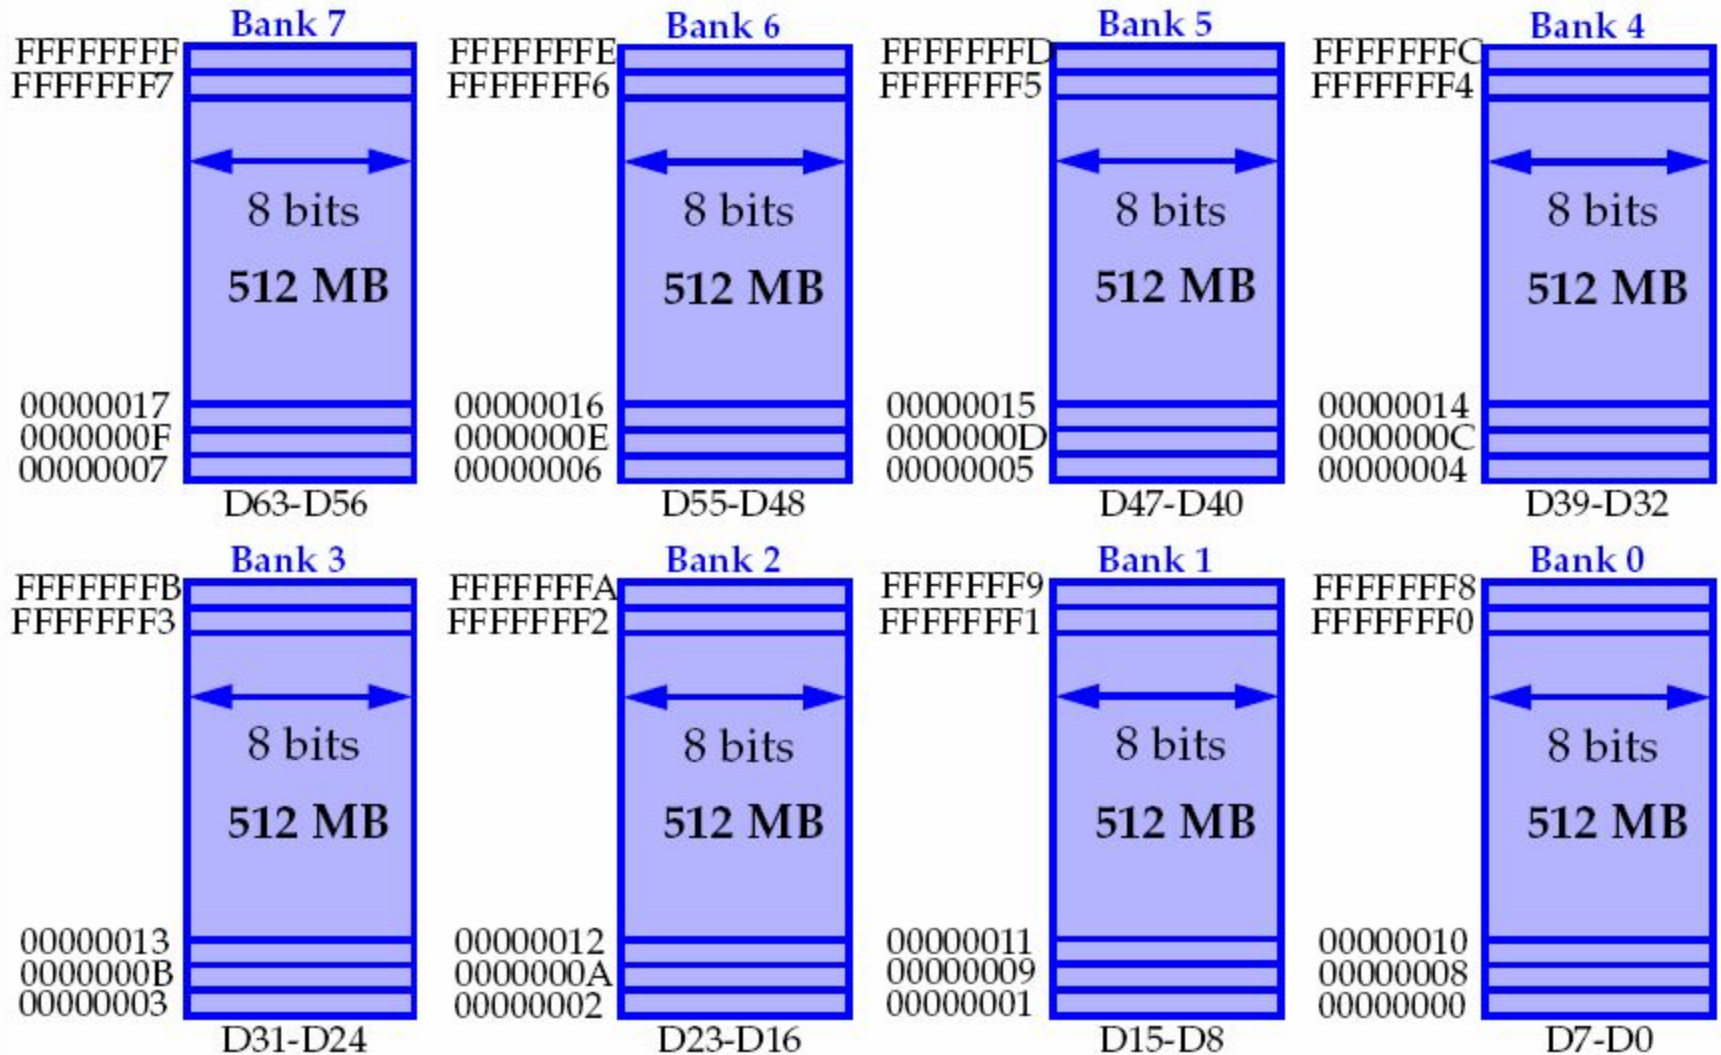 Bank 7 Bank 6 Bank 5 Bank 4
FFFFFFFF FFFFFFFE FFFFFFFD FFFFFFFC
FFFFFFF7 FFFFFFF6 FFFFFFF5 FFFFFFF4
8 bits 8 bits 8 bits 8 bits
512 MB 512 MB 512 MB 512 MB
00000017 00000016 00000015 00000014
0000000F 0000000E 0000000D 0000000C
00000007 00000006 00000005 00000004
D63-D56 D55-D48 D47-D40 D39-D32
Bank 3 Bank 2 Bank 1 Bank 0
FFFFFFFB FFFFFFFA FFFFFFF9 FFFFFFF8
FFFFFFF3 FFFFFFF2 FFFFFFF1 FFFFFFF0
8 bits 8 bits 8 bits 8 bits
512 MB 512 MB 512 MB 512 MB
00000013 00000012 00000011 00000010
0000000B 0000000A 00000009 00000008
00000003 00000002 00000001 00000000
D31-D24 D23-D16 D15-D8 D7-D0